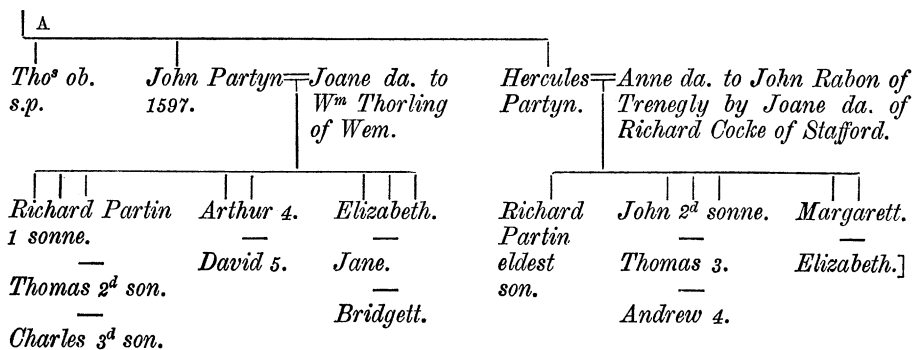 A
Thoˢ ob.
s.p.
John Partyn
1597.
Joane da. to
Wᵐ Thorling
of Wem.
Hercules
Partyn.
Anne da. to John Rabon of
Trenegly by Joane da. of
Richard Cocke of Stafford.
Richard Partin
1 sonne.
Thomas 2ᵈ son.
Charles 3ᵈ son.
Arthur 4.
David 5.
Elizabeth.
Jane.
Bridgett.
Richard
Partin
eldest
son.
John 2ᵈ sonne.
Thomas 3.
Andrew 4.
Margarett.
Elizabeth.]